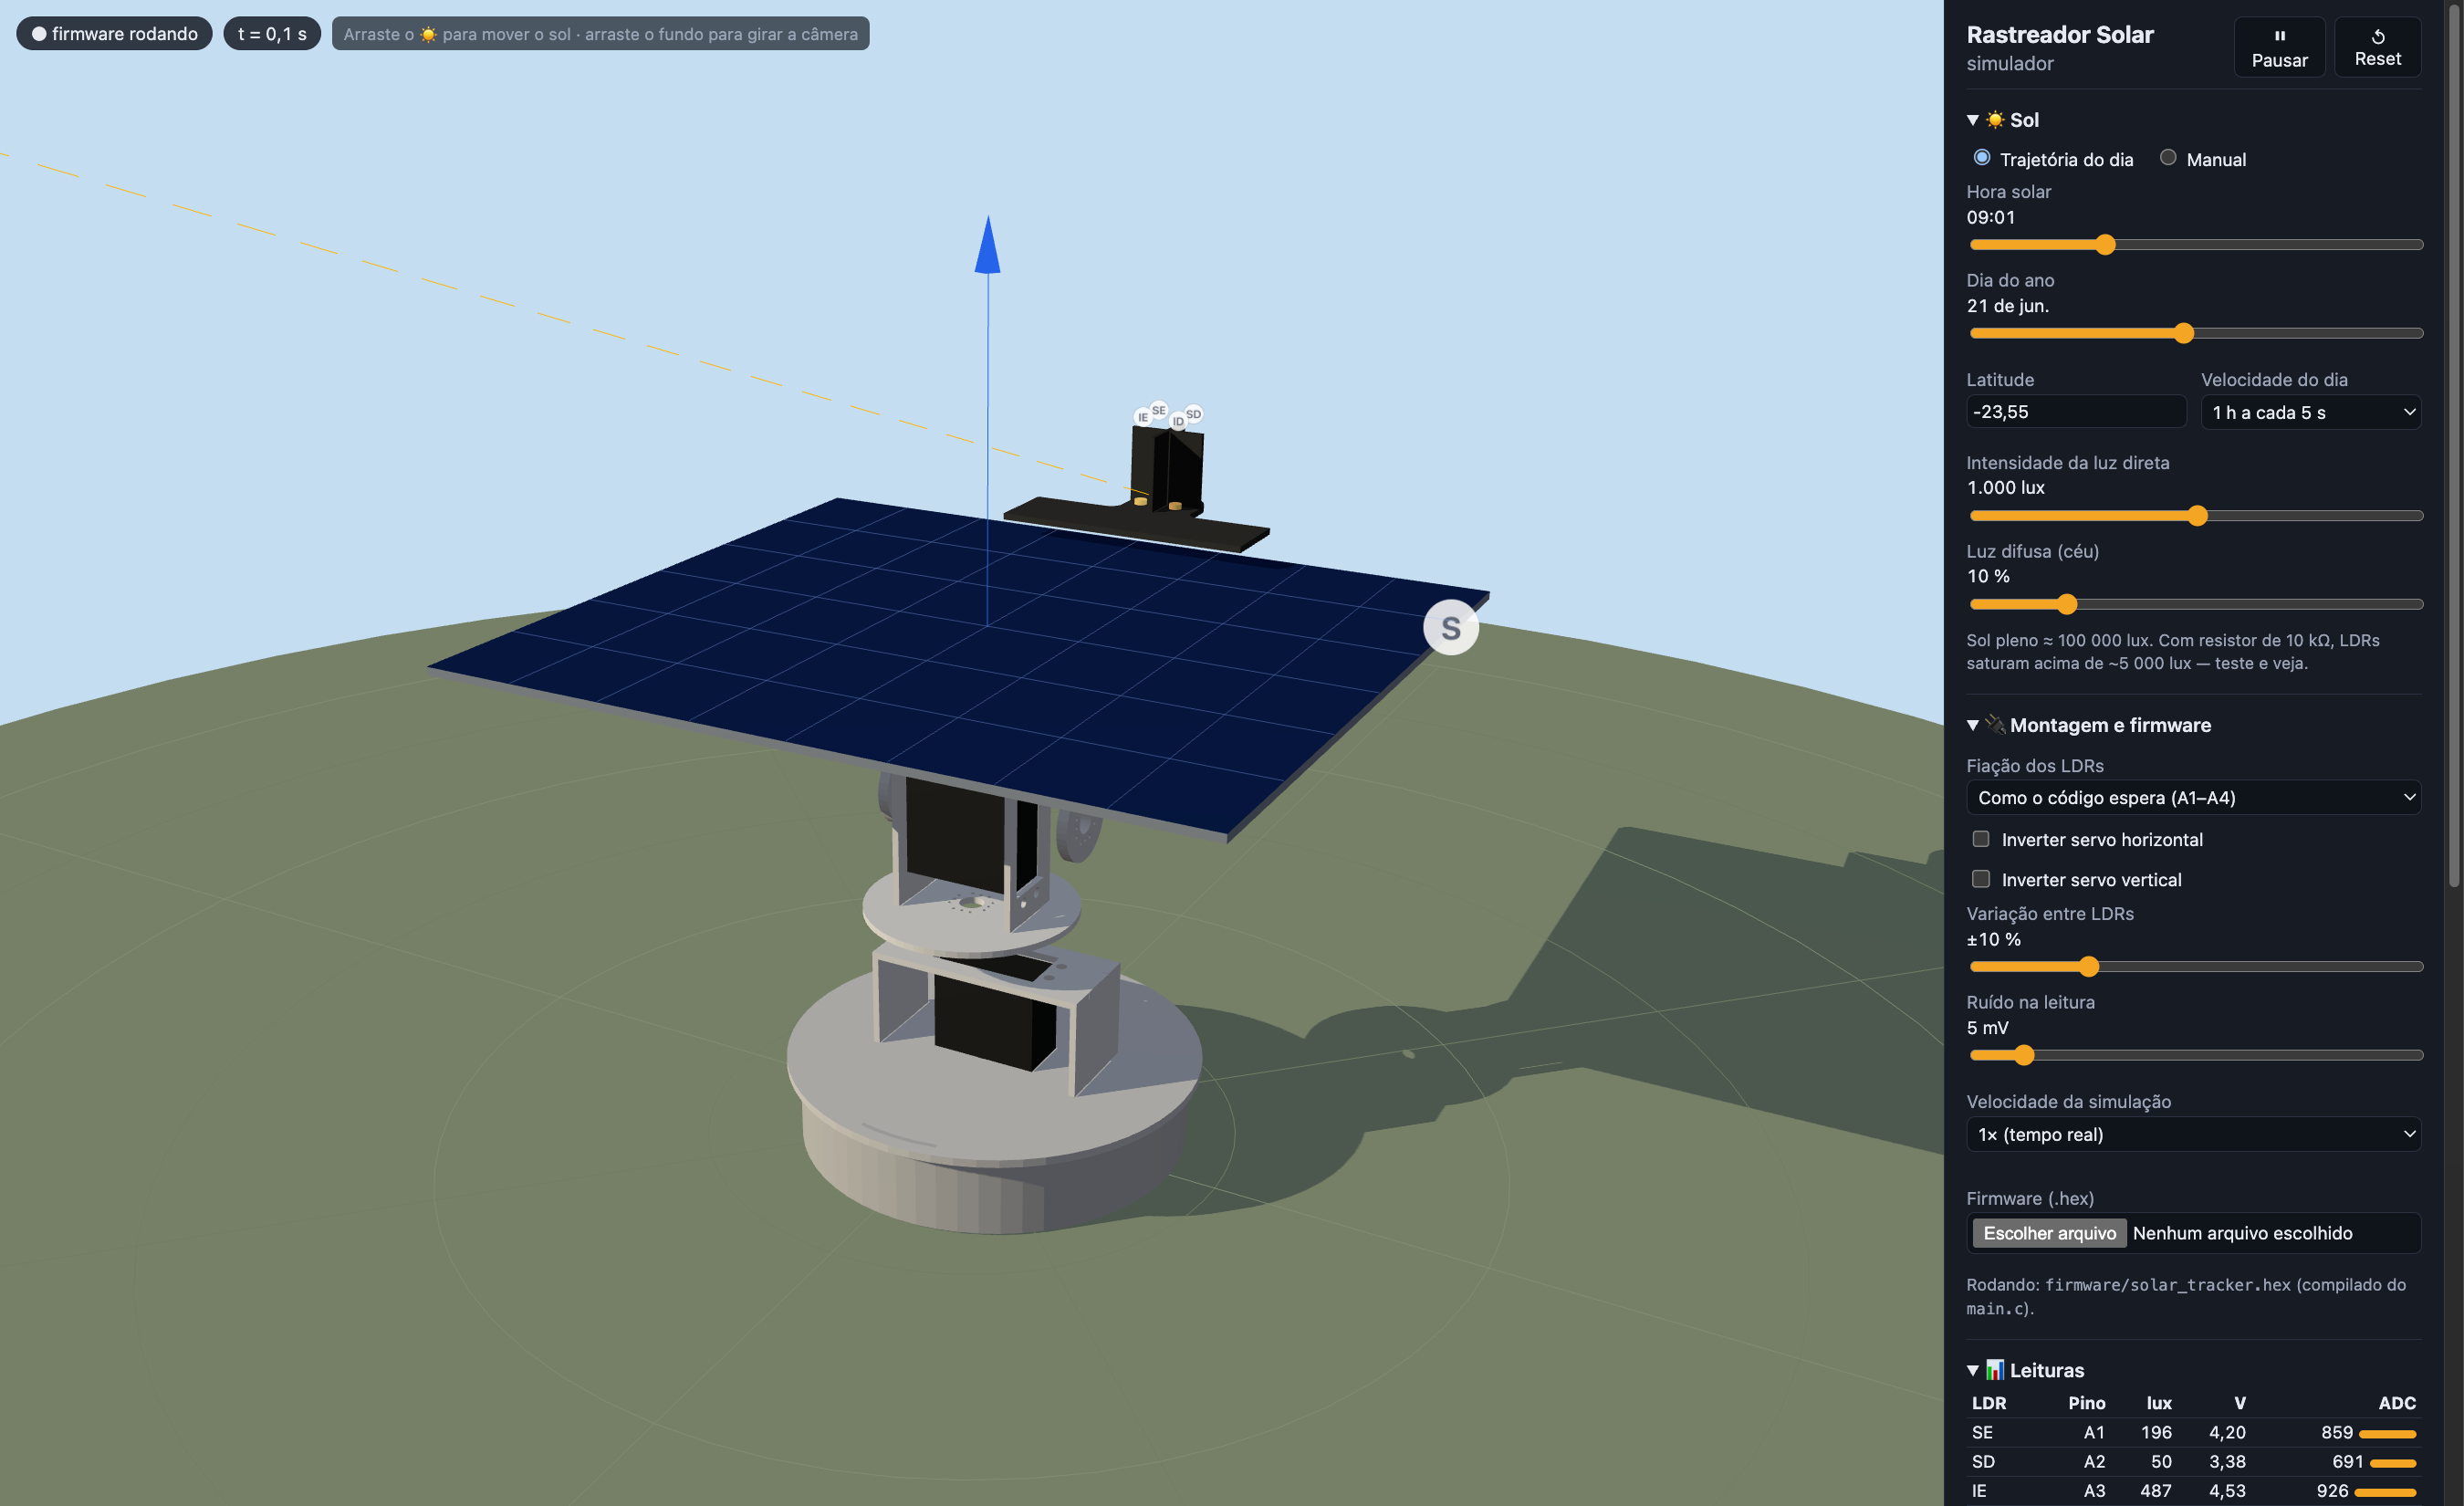 firmware rodando
t = 0,1 s
Arraste o ☀️ para mover o sol · arraste o fundo para girar a câmera
IE
SE
ID
SD
S
Rastreador Solar
simulador
Pausar
Reset
Sol
Trajetória do dia
Manual
Hora solar
09:01
Dia do ano
21 de jun.
Latitude
Velocidade do dia
-23,55
1 h a cada 5 s
Intensidade da luz direta
1.000 lux
Luz difusa (céu)
10 %
Sol pleno ≈ 100 000 lux. Com resistor de 10 kΩ, LDRs
saturam acima de ~5 000 lux — teste e veja.
Montagem e firmware
Fiação dos LDRs
Como o código espera (A1–A4)
Inverter servo horizontal
Inverter servo vertical
Variação entre LDRs
±10 %
Ruído na leitura
5 mV
Velocidade da simulação
1× (tempo real)
Firmware (.hex)
Escolher arquivo Nenhum arquivo escolhido
Rodando: firmware/solar_tracker.hex (compilado do
main.c).
Leituras
LDR Pino lux V ADC
SE A1 196 4,20 859
SD A2 50 3,38 691
IE A3 487 4,53 926